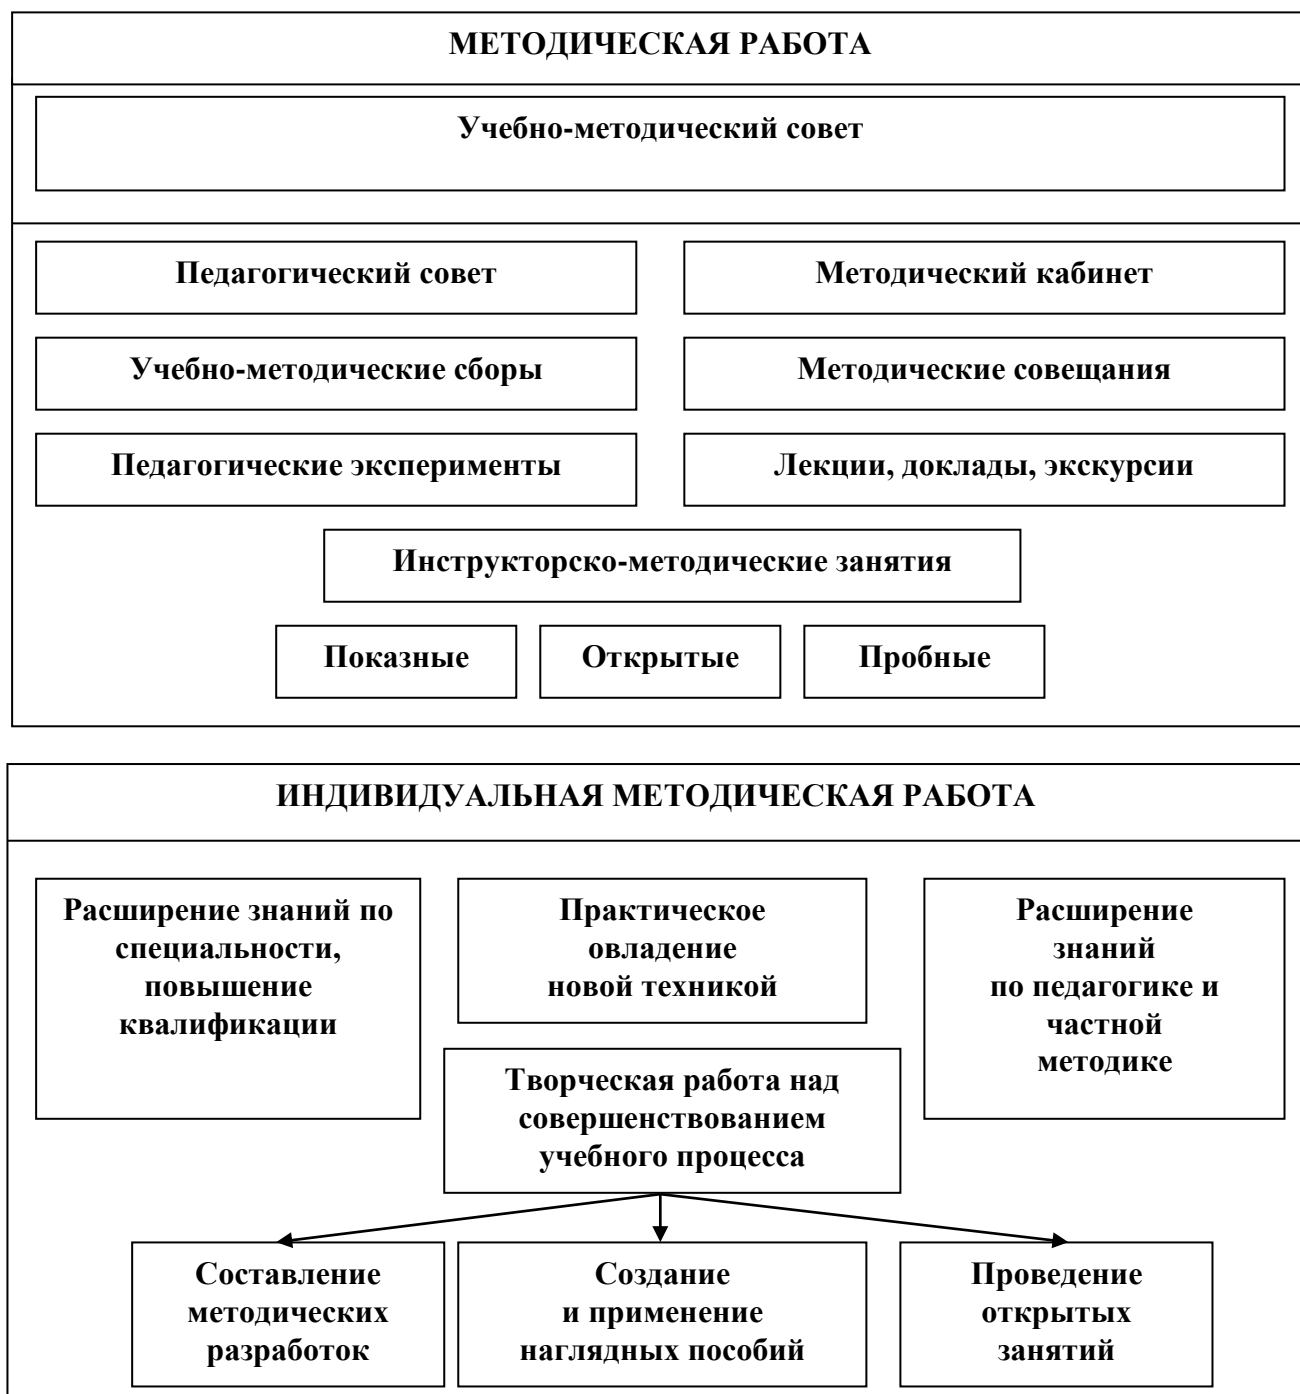 МЕТОДИЧЕСКАЯ РАБОТА
Учебно-методический совет
Педагогический совет
Методический кабинет
Учебно-методические сборы
Методические совещания
Педагогические эксперименты
Лекции, доклады, экскурсии
Инструкторско-методические занятия
Показные
Открытые
Пробные
ИНДИВИДУАЛЬНАЯ МЕТОДИЧЕСКАЯ РАБОТА
Расширение знаний по
специальности,
повышение
квалификации
Практическое
овладение
новой техникой
Расширение
знаний
по педагогике и
частной
методике
Творческая работа над
совершенствованием
учебного процесса
Составление
методических
разработок
Создание
и применение
наглядных пособий
Проведение
открытых
занятий